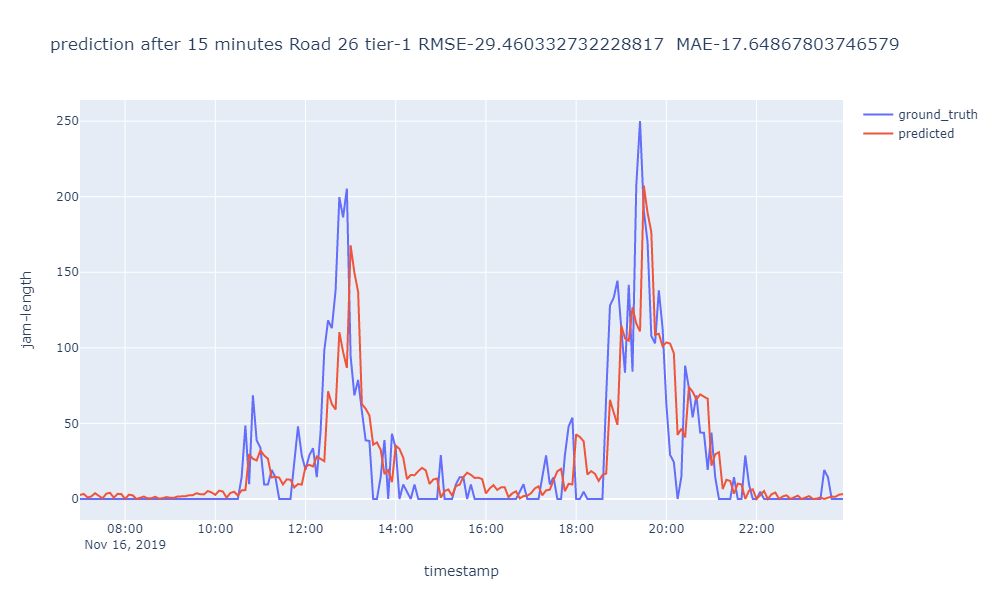 prediction after 15 minutes Road 26 tier-1 RMSE-29.460332732228817  MAE-17.64867803746579
ground_truth
predicted
250
200
150
100
50
0
jam-length
08:00 10:00 12:00 14:00 16:00 18:00 20:00 22:00
Nov 16, 2019
timestamp